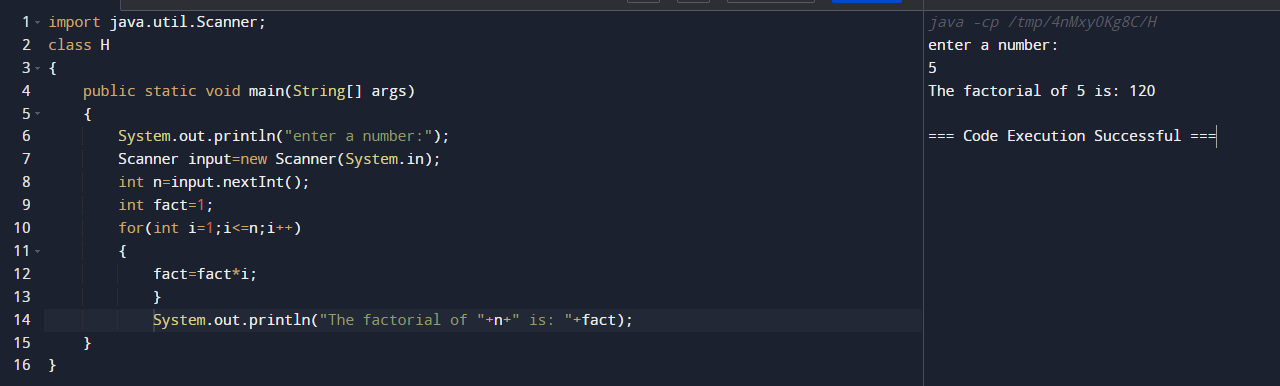 1 import java.util.Scanner;
2 class H
3 {
4     public static void main(String[] args)
5     {
6         System.out.println("enter a number:");
7         Scanner input=new Scanner(System.in);
8         int n=input.nextInt();
9         int fact=1;
10         for(int i=1;i<=n;i++)
11         {
12             fact=fact*i;
13             }
14             System.out.println("The factorial of "+n+" is: "+fact);
15     }
16 }
java -cp /tmp/4nMxyOKg8C/H
enter a number:
5
The factorial of 5 is: 120
=== Code Execution Successful ===